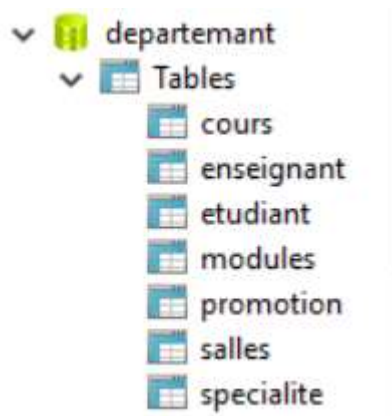 departemant
Tables
cours
enseignant
etudiant
modules
promotion
salles
specialite